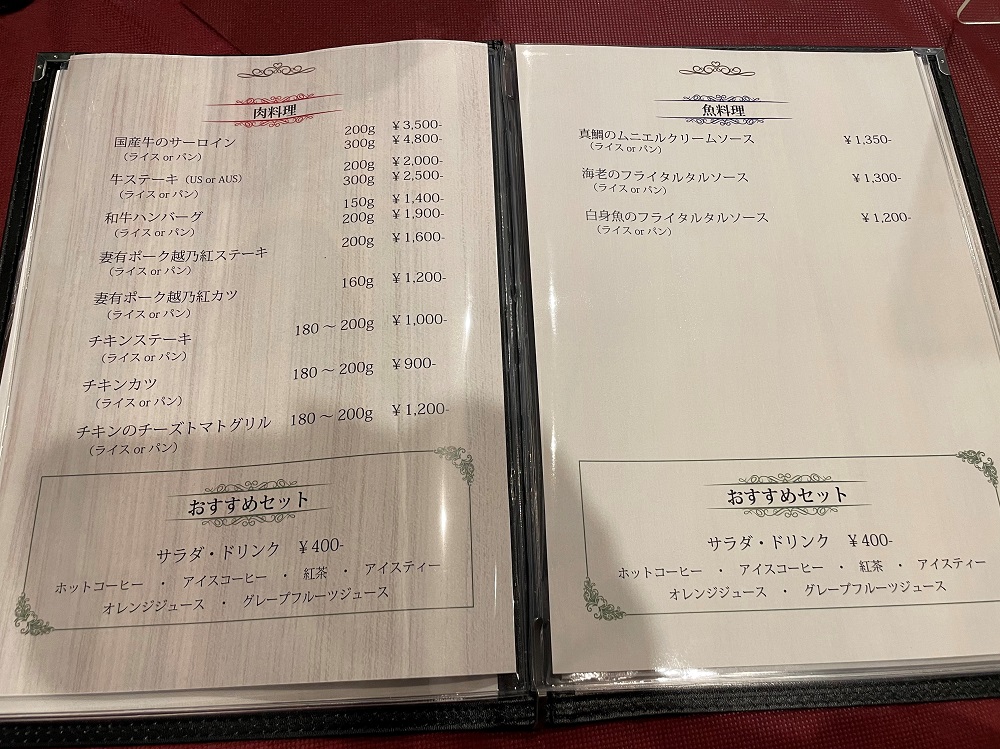 肉料理
国産牛のサーロイン 200g ¥3,500-
300g ¥4,800-
(ライス or パン)
牛ステーキ (US or AUS) 200g ¥2,000-
300g ¥2,500-
(ライス or パン)
和牛ハンバーグ 150g ¥1,400-
200g ¥1,900-
(ライス or パン)
妻有ポーク越乃紅ステーキ 200g ¥1,600-
(ライス or パン)
妻有ポーク越乃紅カツ 160g ¥1,200-
(ライス or パン)
チキンステーキ 180〜200g ¥1,000-
(ライス or パン)
チキンカツ 180〜200g ¥900-
(ライス or パン)
チキンのチーズトマトグリル 180〜200g ¥1,200-
(ライス or パン)
おすすめセット
サラダ・ドリンク ¥400-
ホットコーヒー ・ アイスコーヒー ・ 紅茶 ・ アイスティー
オレンジジュース ・ グレープフルーツジュース
魚料理
真鯛のムニエルクリームソース ¥1,350-
(ライス or パン)
海老のフライタルタルソース ¥1,300-
(ライス or パン)
白身魚のフライタルタルソース ¥1,200-
(ライス or パン)
おすすめセット
サラダ・ドリンク ¥400-
ホットコーヒー ・ アイスコーヒー ・ 紅茶 ・ アイスティー
オレンジジュース ・ グレープフルーツジュース